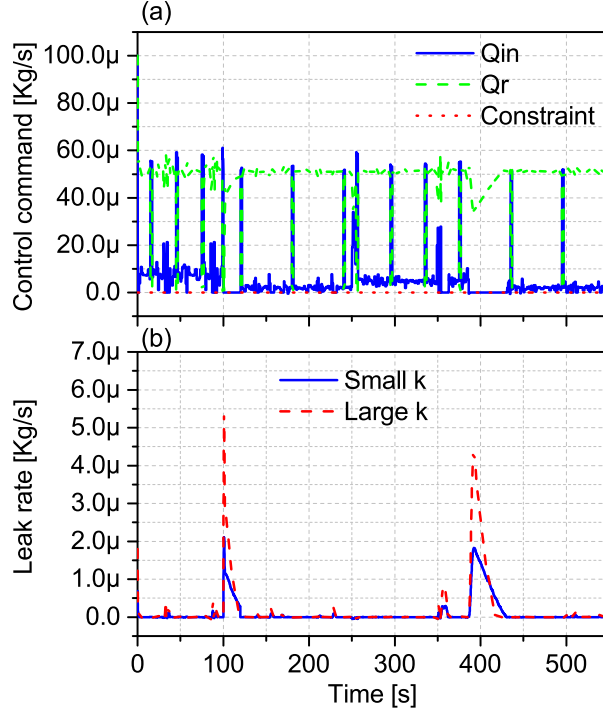 (a)
Control command [Kg/s]
100.0µ
80.0µ
60.0µ
40.0µ
20.0µ
0.0
Qin
Qr
Constraint
(b)
Leak rate [Kg/s]
7.0µ
6.0µ
5.0µ
4.0µ
3.0µ
2.0µ
1.0µ
0.0
Small k
Large k
0 100 200 300 400 500
Time [s]